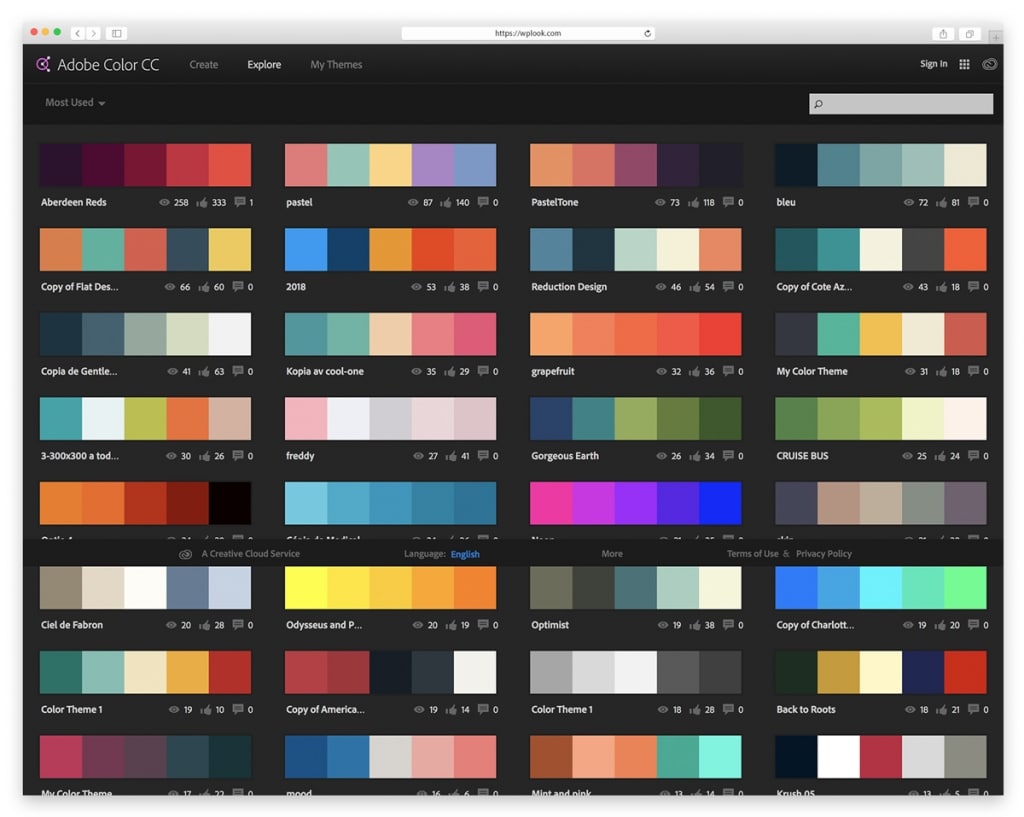 https://wplook.com
Adobe Color CC Create Explore My Themes Sign In
Most Used
Aberdeen Reds 258 333 1 pastel 87 140 0 PastelTone 73 118 0 bleu 72 81 0
Copy of Flat Des... 66 60 0 2018 53 38 0 Reduction Design 46 54 0 Copy of Cote Az... 43 18 0
Copia de Gentle... 41 63 0 Kopia av cool-one 35 29 0 grapefruit 32 36 0 My Color Theme 31 18 0
3-300x300 a tod... 30 26 0 freddy 27 41 0 Gorgeous Earth 26 34 0 CRUISE BUS 25 24 0
A Creative Cloud Service Language: English More Terms of Use & Privacy Policy
Ciel de Fabron 20 28 0 Odysseus and P... 20 19 0 Optimist 19 38 0 Copy of Charlott... 19 20 0
Color Theme 1 19 10 0 Copy of America... 19 14 0 Color Theme 1 18 28 0 Back to Roots 18 21 0
My Color Theme 17 22 0 mood 16 6 0 Mint and pink 13 14 0 Krush 05 13 5 0